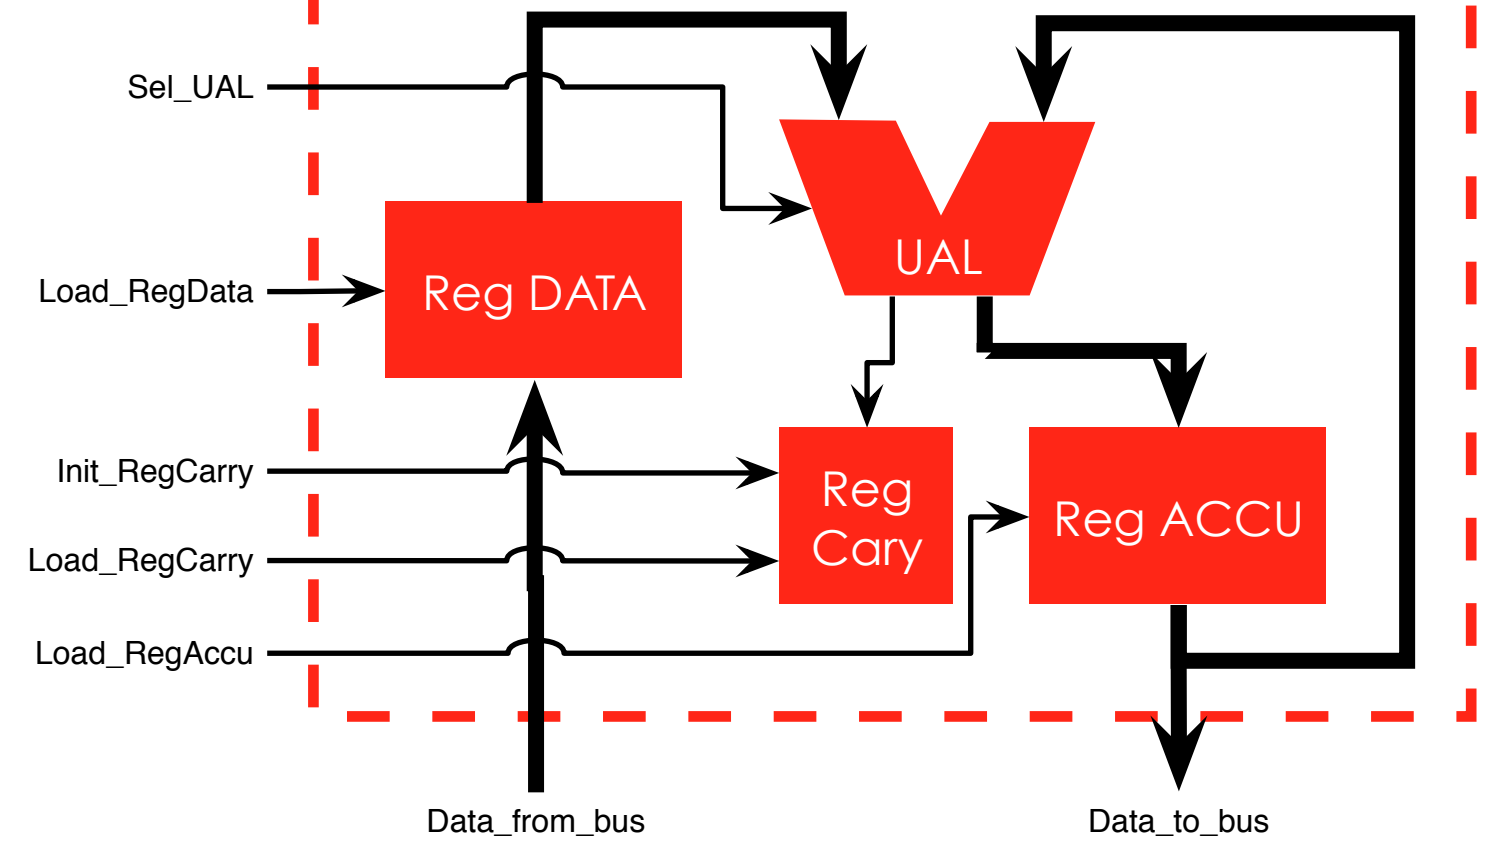 Sel_UAL
UAL
Load_RegData
Reg DATA
Init_RegCarry
Reg
Cary
Reg ACCU
Load_RegCarry
Load_RegAccu
Data_from_bus
Data_to_bus